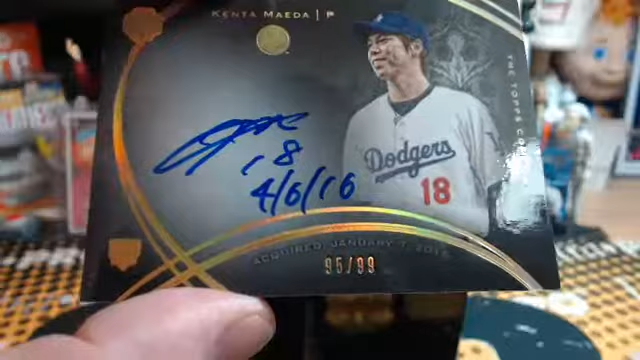 KENTA MAEDA | P
THE TOPPS CO
18
4/6/16
Dodgers
18
ACQUIRED: JANUARY 7, 2016
95/99